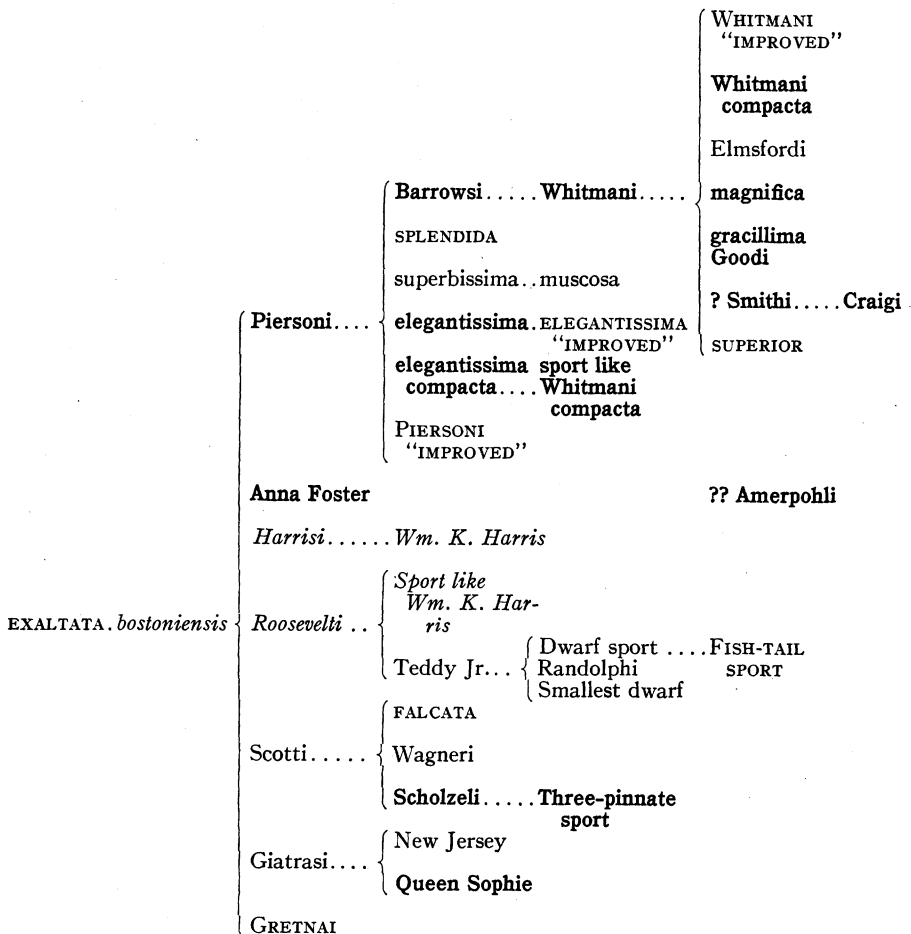 WHITMANI
"IMPROVED"
Whitmani
compacta
Elmsfordi
Barrowsi.....Whitmani..... magnifica
SPLENDIDA gracillima
Goodi
superbissima..muscosa
? Smithi.....Craigi
Piersoni.... elegantissima.ELEGANTISSIMA
"IMPROVED" SUPERIOR
elegantissima sport like
compacta....Whitmani
compacta
PIERSONI
"IMPROVED"
Anna Foster ?? Amerpohli
Harrisi......Wm. K. Harris
Sport like
Wm. K. Har-
ris
EXALTATA.bostoniensis Roosevelti..
Dwarf sport ....FISH-TAIL
Teddy Jr... Randolphi SPORT
Smallest dwarf
FALCATA
Scotti..... Wagneri
Scholzeli.....Three-pinnate
sport
New Jersey
Giatrasi....
Queen Sophie
GRETNAI